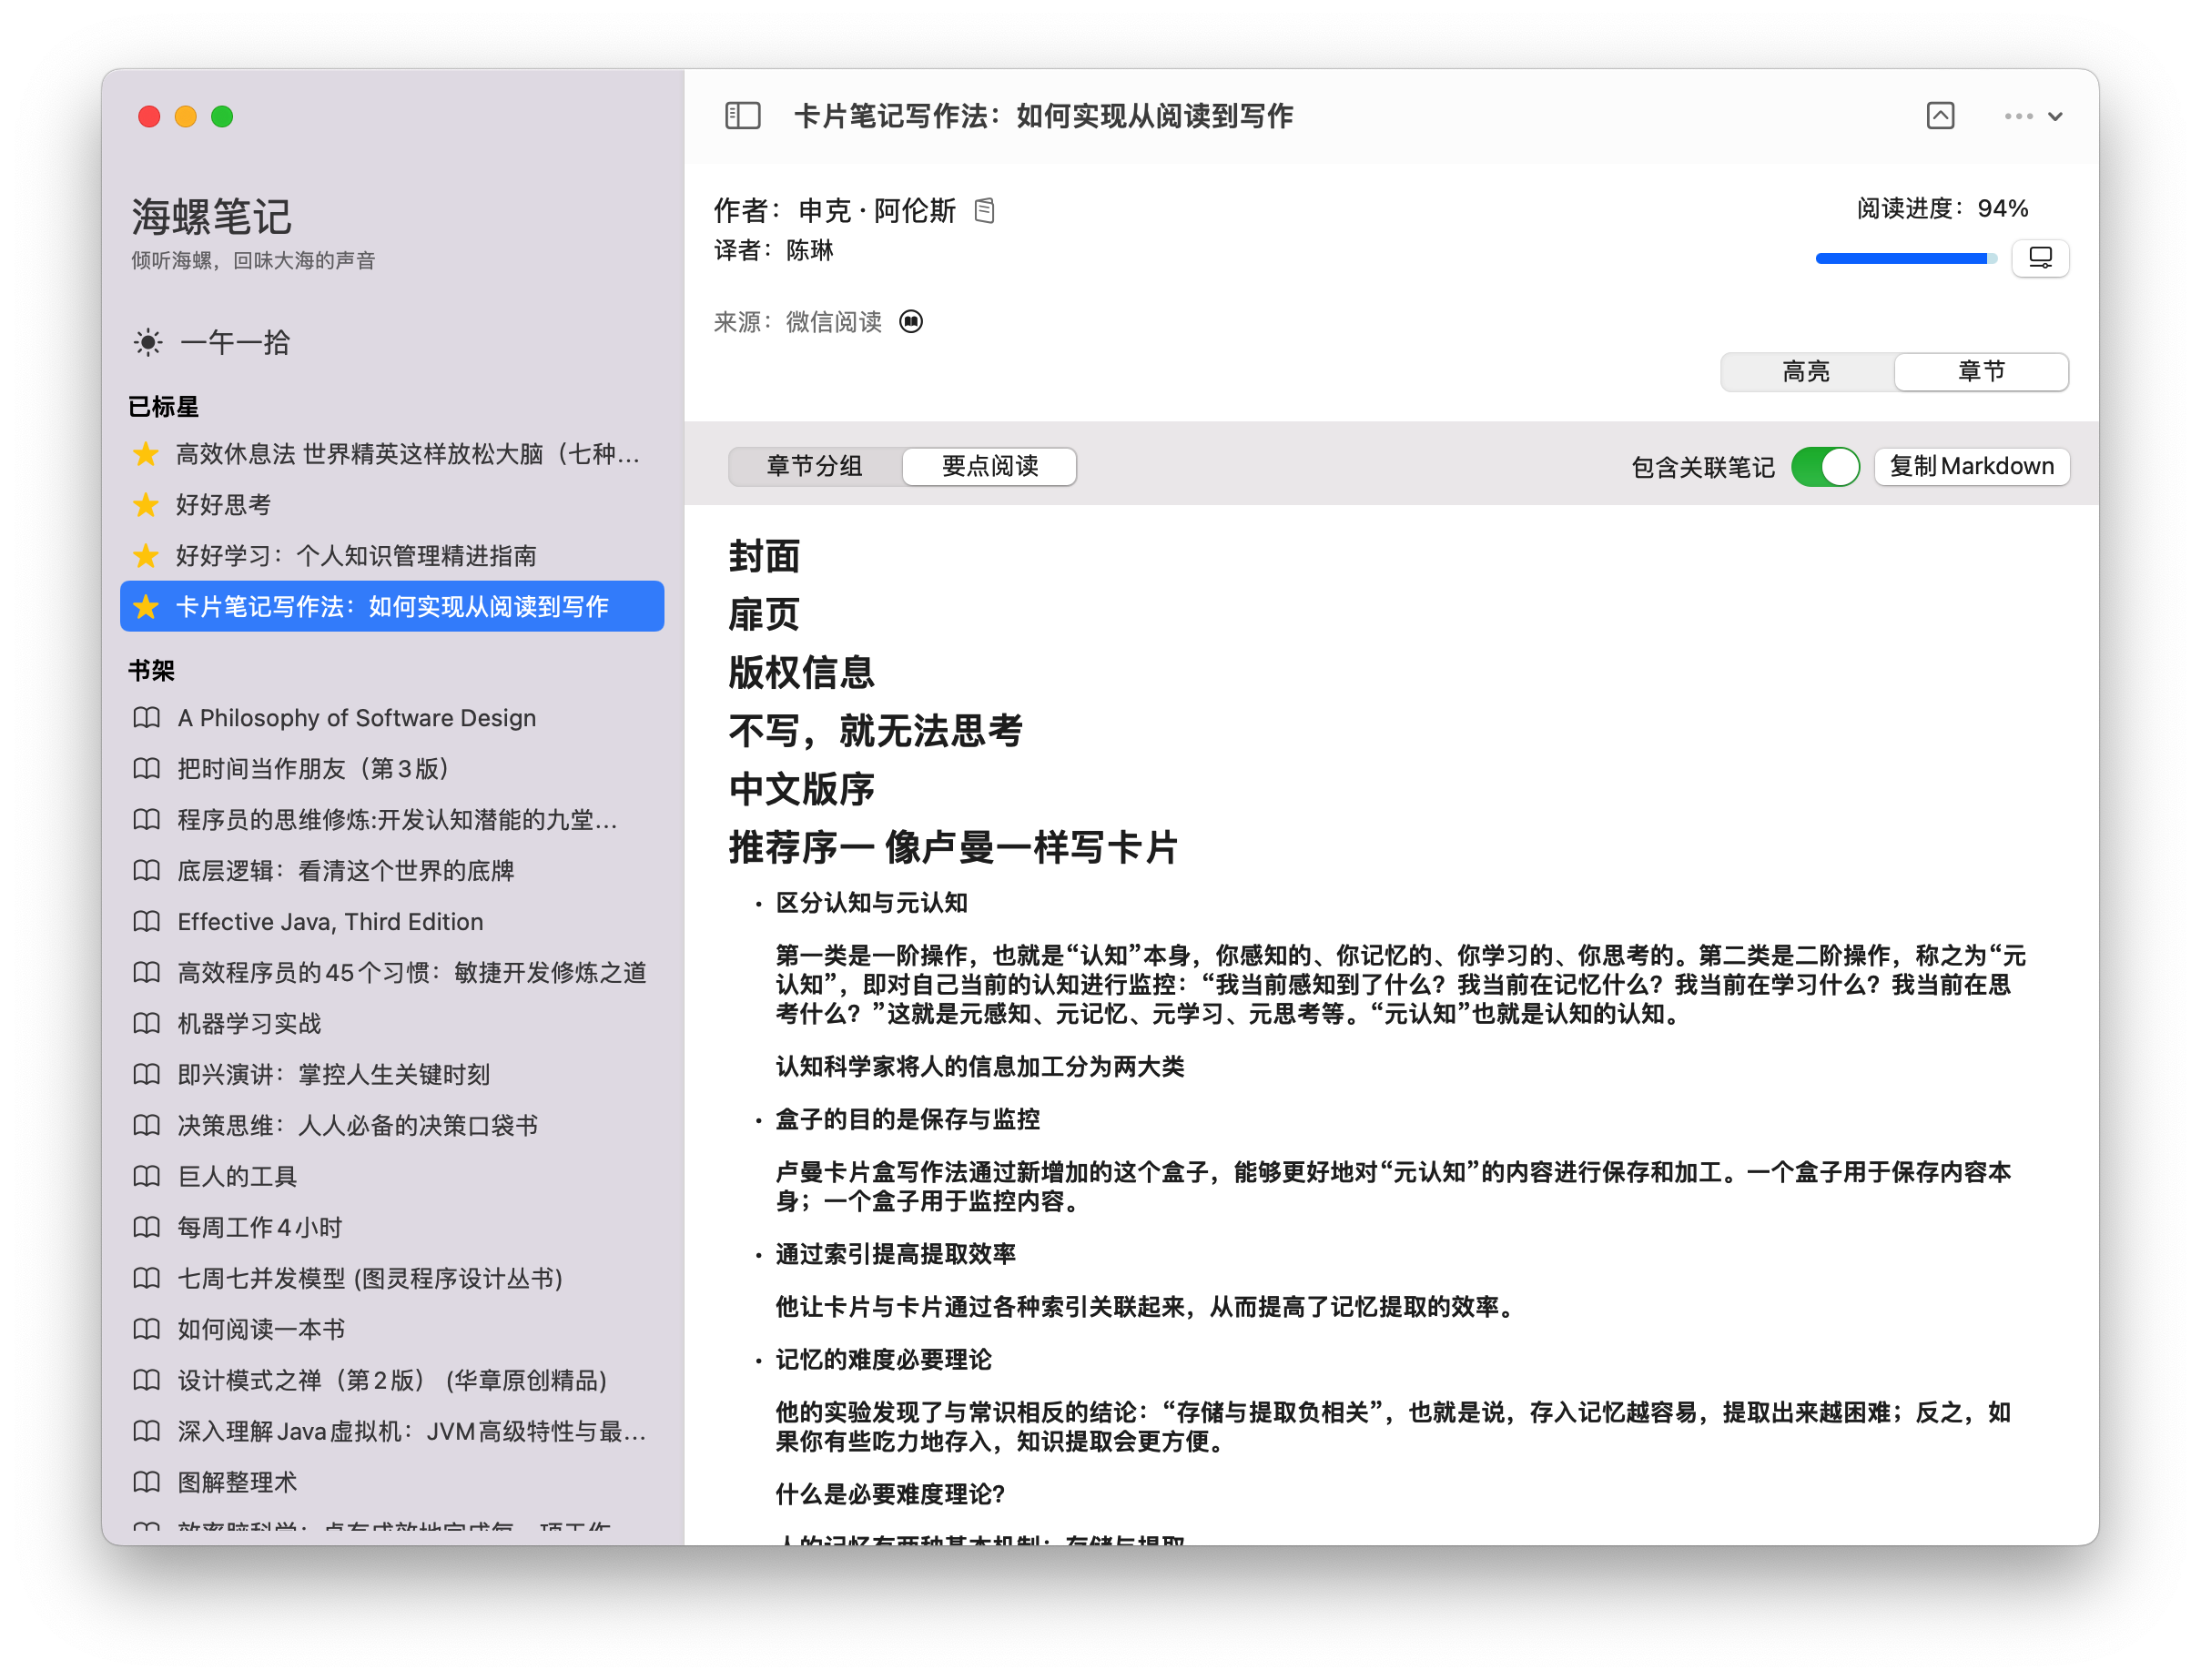 海螺笔记
倾听海螺，回味大海的声音
一午一拾
已标星
高效休息法 世界精英这样放松大脑（七种...
好好思考
好好学习：个人知识管理精进指南
卡片笔记写作法：如何实现从阅读到写作
书架
A Philosophy of Software Design
把时间当作朋友（第3版）
程序员的思维修炼:开发认知潜能的九堂...
底层逻辑：看清这个世界的底牌
Effective Java, Third Edition
高效程序员的45个习惯：敏捷开发修炼之道
机器学习实战
即兴演讲：掌控人生关键时刻
决策思维：人人必备的决策口袋书
巨人的工具
每周工作4小时
七周七并发模型 (图灵程序设计丛书)
如何阅读一本书
设计模式之禅（第2版） (华章原创精品)
深入理解Java虚拟机：JVM高级特性与最...
图解整理术
卡片笔记写作法：如何实现从阅读到写作
作者：申克·阿伦斯
译者：陈琳
来源：微信阅读
阅读进度：94%
高亮
章节
章节分组
要点阅读
包含关联笔记
复制Markdown
封面
扉页
版权信息
不写，就无法思考
中文版序
推荐序一 像卢曼一样写卡片
• 区分认知与元认知
第一类是一阶操作，也就是“认知”本身，你感知的、你记忆的、你学习的、你思考的。第二类是二阶操作，称之为“元
认知”，即对自己当前的认知进行监控：“我当前感知到了什么？我当前在记忆什么？我当前在学习什么？我当前在思
考什么？”这就是元感知、元记忆、元学习、元思考等。“元认知”也就是认知的认知。
认知科学家将人的信息加工分为两大类
• 盒子的目的是保存与监控
卢曼卡片盒写作法通过新增加的这个盒子，能够更好地对“元认知”的内容进行保存和加工。一个盒子用于保存内容本
身；一个盒子用于监控内容。
• 通过索引提高提取效率
他让卡片与卡片通过各种索引关联起来，从而提高了记忆提取的效率。
• 记忆的难度必要理论
他的实验发现了与常识相反的结论：“存储与提取负相关”，也就是说，存入记忆越容易，提取出来越困难；反之，如
果你有些吃力地存入，知识提取会更方便。
什么是必要难度理论？
人的记忆有两种基本机制：存储与提取